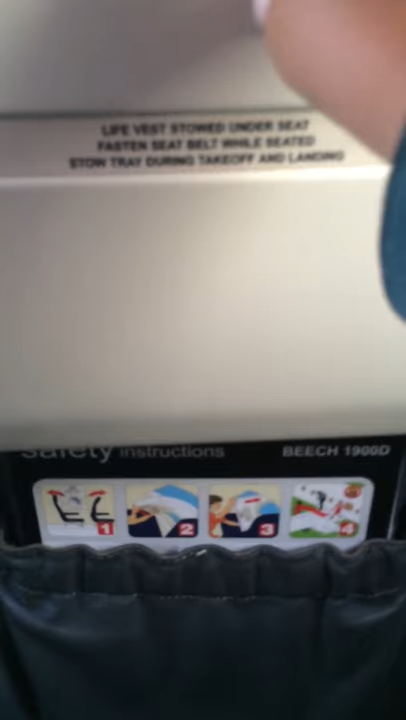 LIFE VEST STOWED UNDER SEAT
FASTEN SEAT BELT WHILE SEATED
STOW TRAY DURING TAKEOFF AND LANDING
safety instructions BEECH 1900D
1 2 3 4